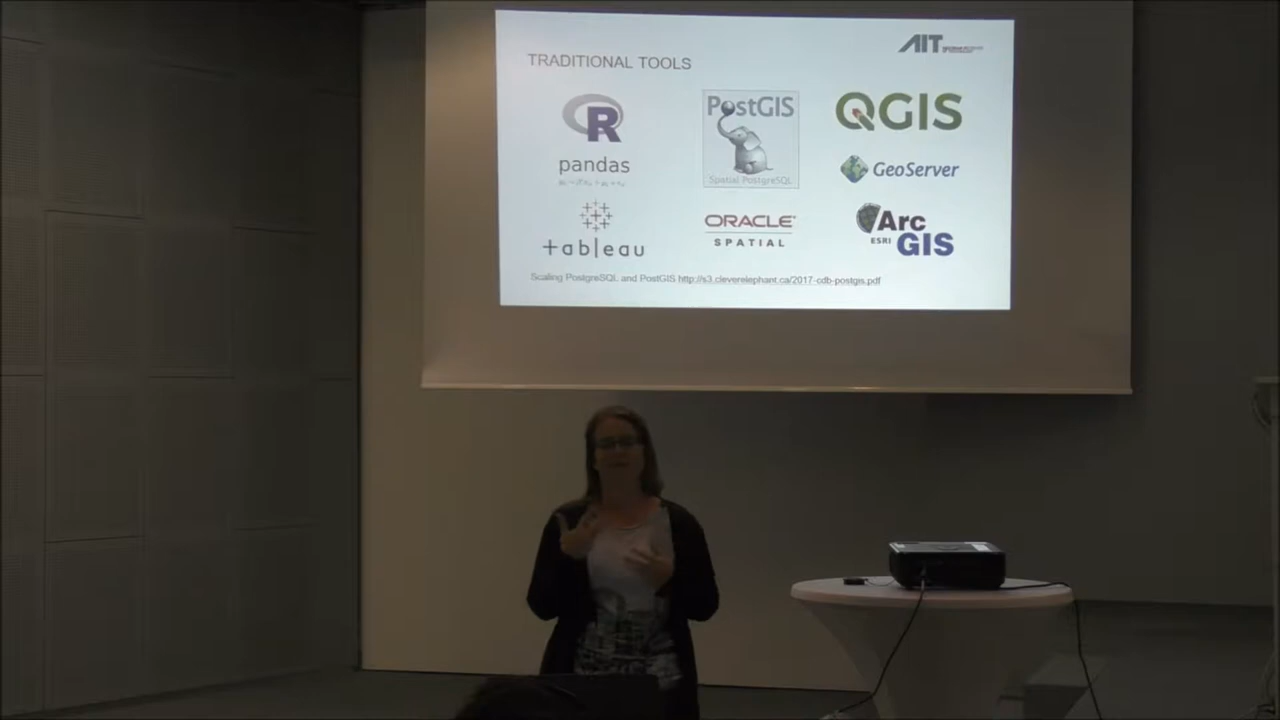 AIT
TRADITIONAL TOOLS
R
pandas
+ableau
PostGIS
Spatial PostgreSQL
ORACLE®
SPATIAL
QGIS
GeoServer
Arc
ESRI GIS
Scaling PostgreSQL and PostGIS http://s3.cleverelephant.ca/2017-cdb-postgis.pdf